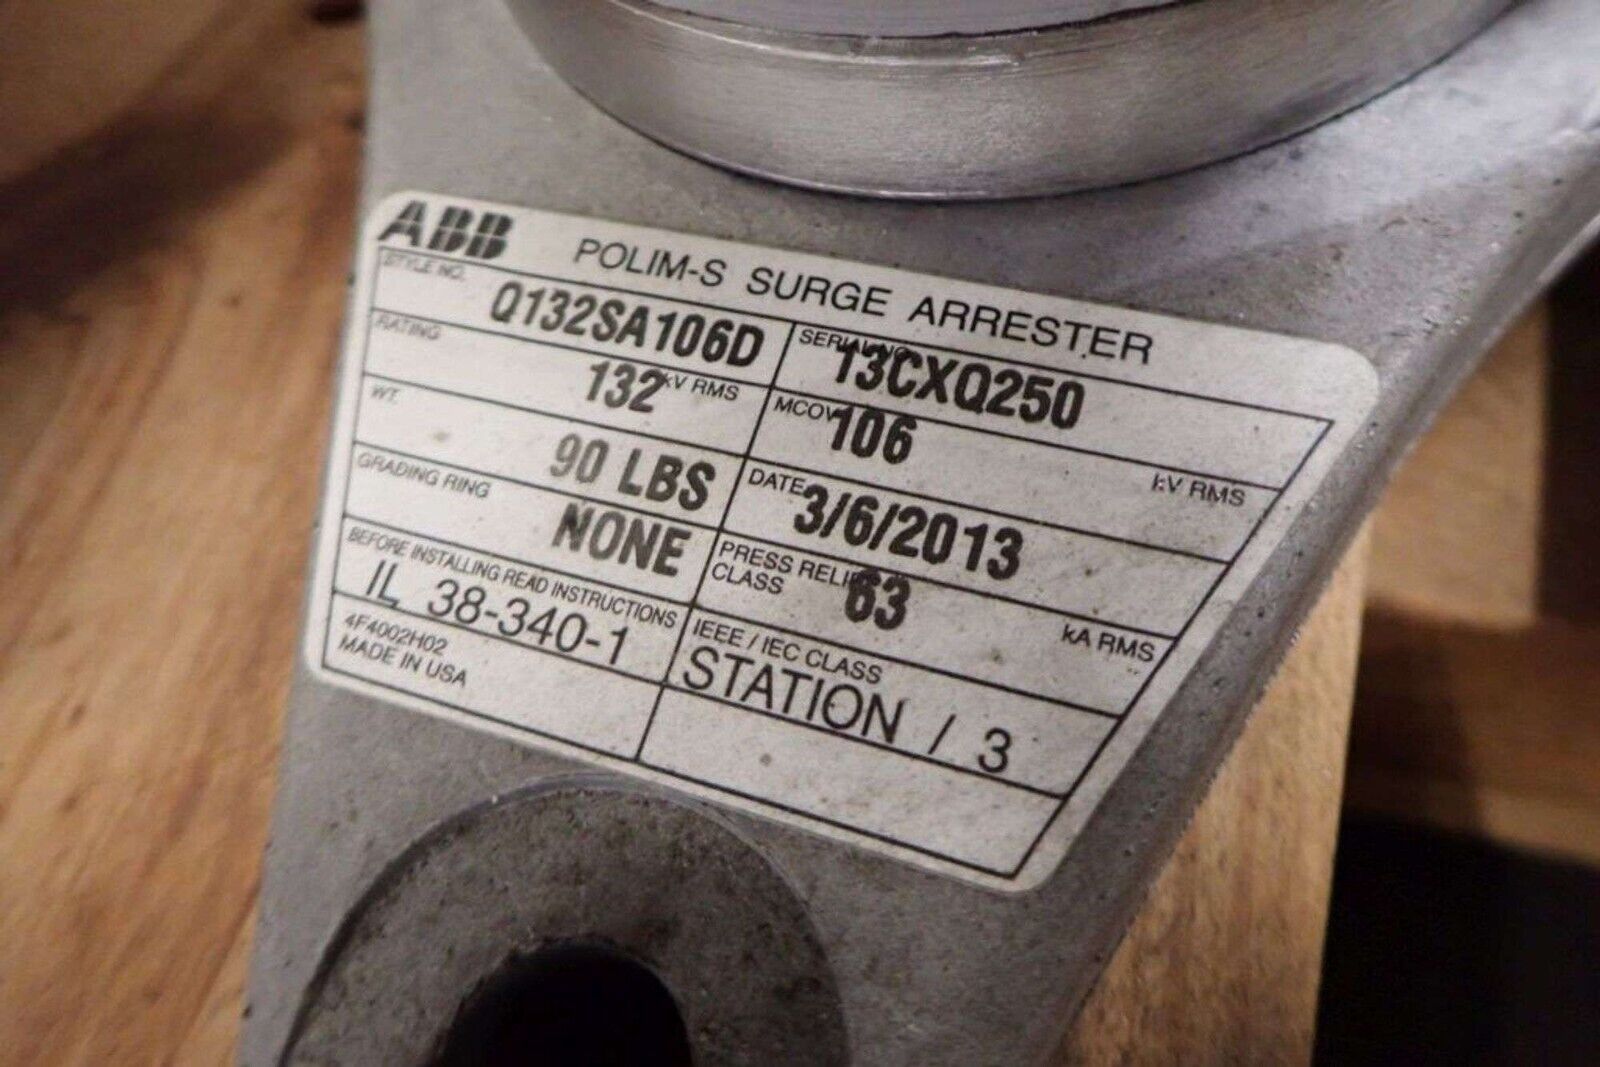 ABB POLIM-S SURGE ARRESTER
STYLE NO. Q132SA106D
SERIAL NO. 13CXQ250
RATING 132 kV RMS
MCOV 106 kV RMS
WT. 90 LBS
DATE 3/6/2013
GRADING RING NONE
PRESS RELIEF CLASS 63 kA RMS
BEFORE INSTALLING READ INSTRUCTIONS
IL 38-340-1
IEEE / IEC CLASS
STATION / 3
4F4002H02
MADE IN USA